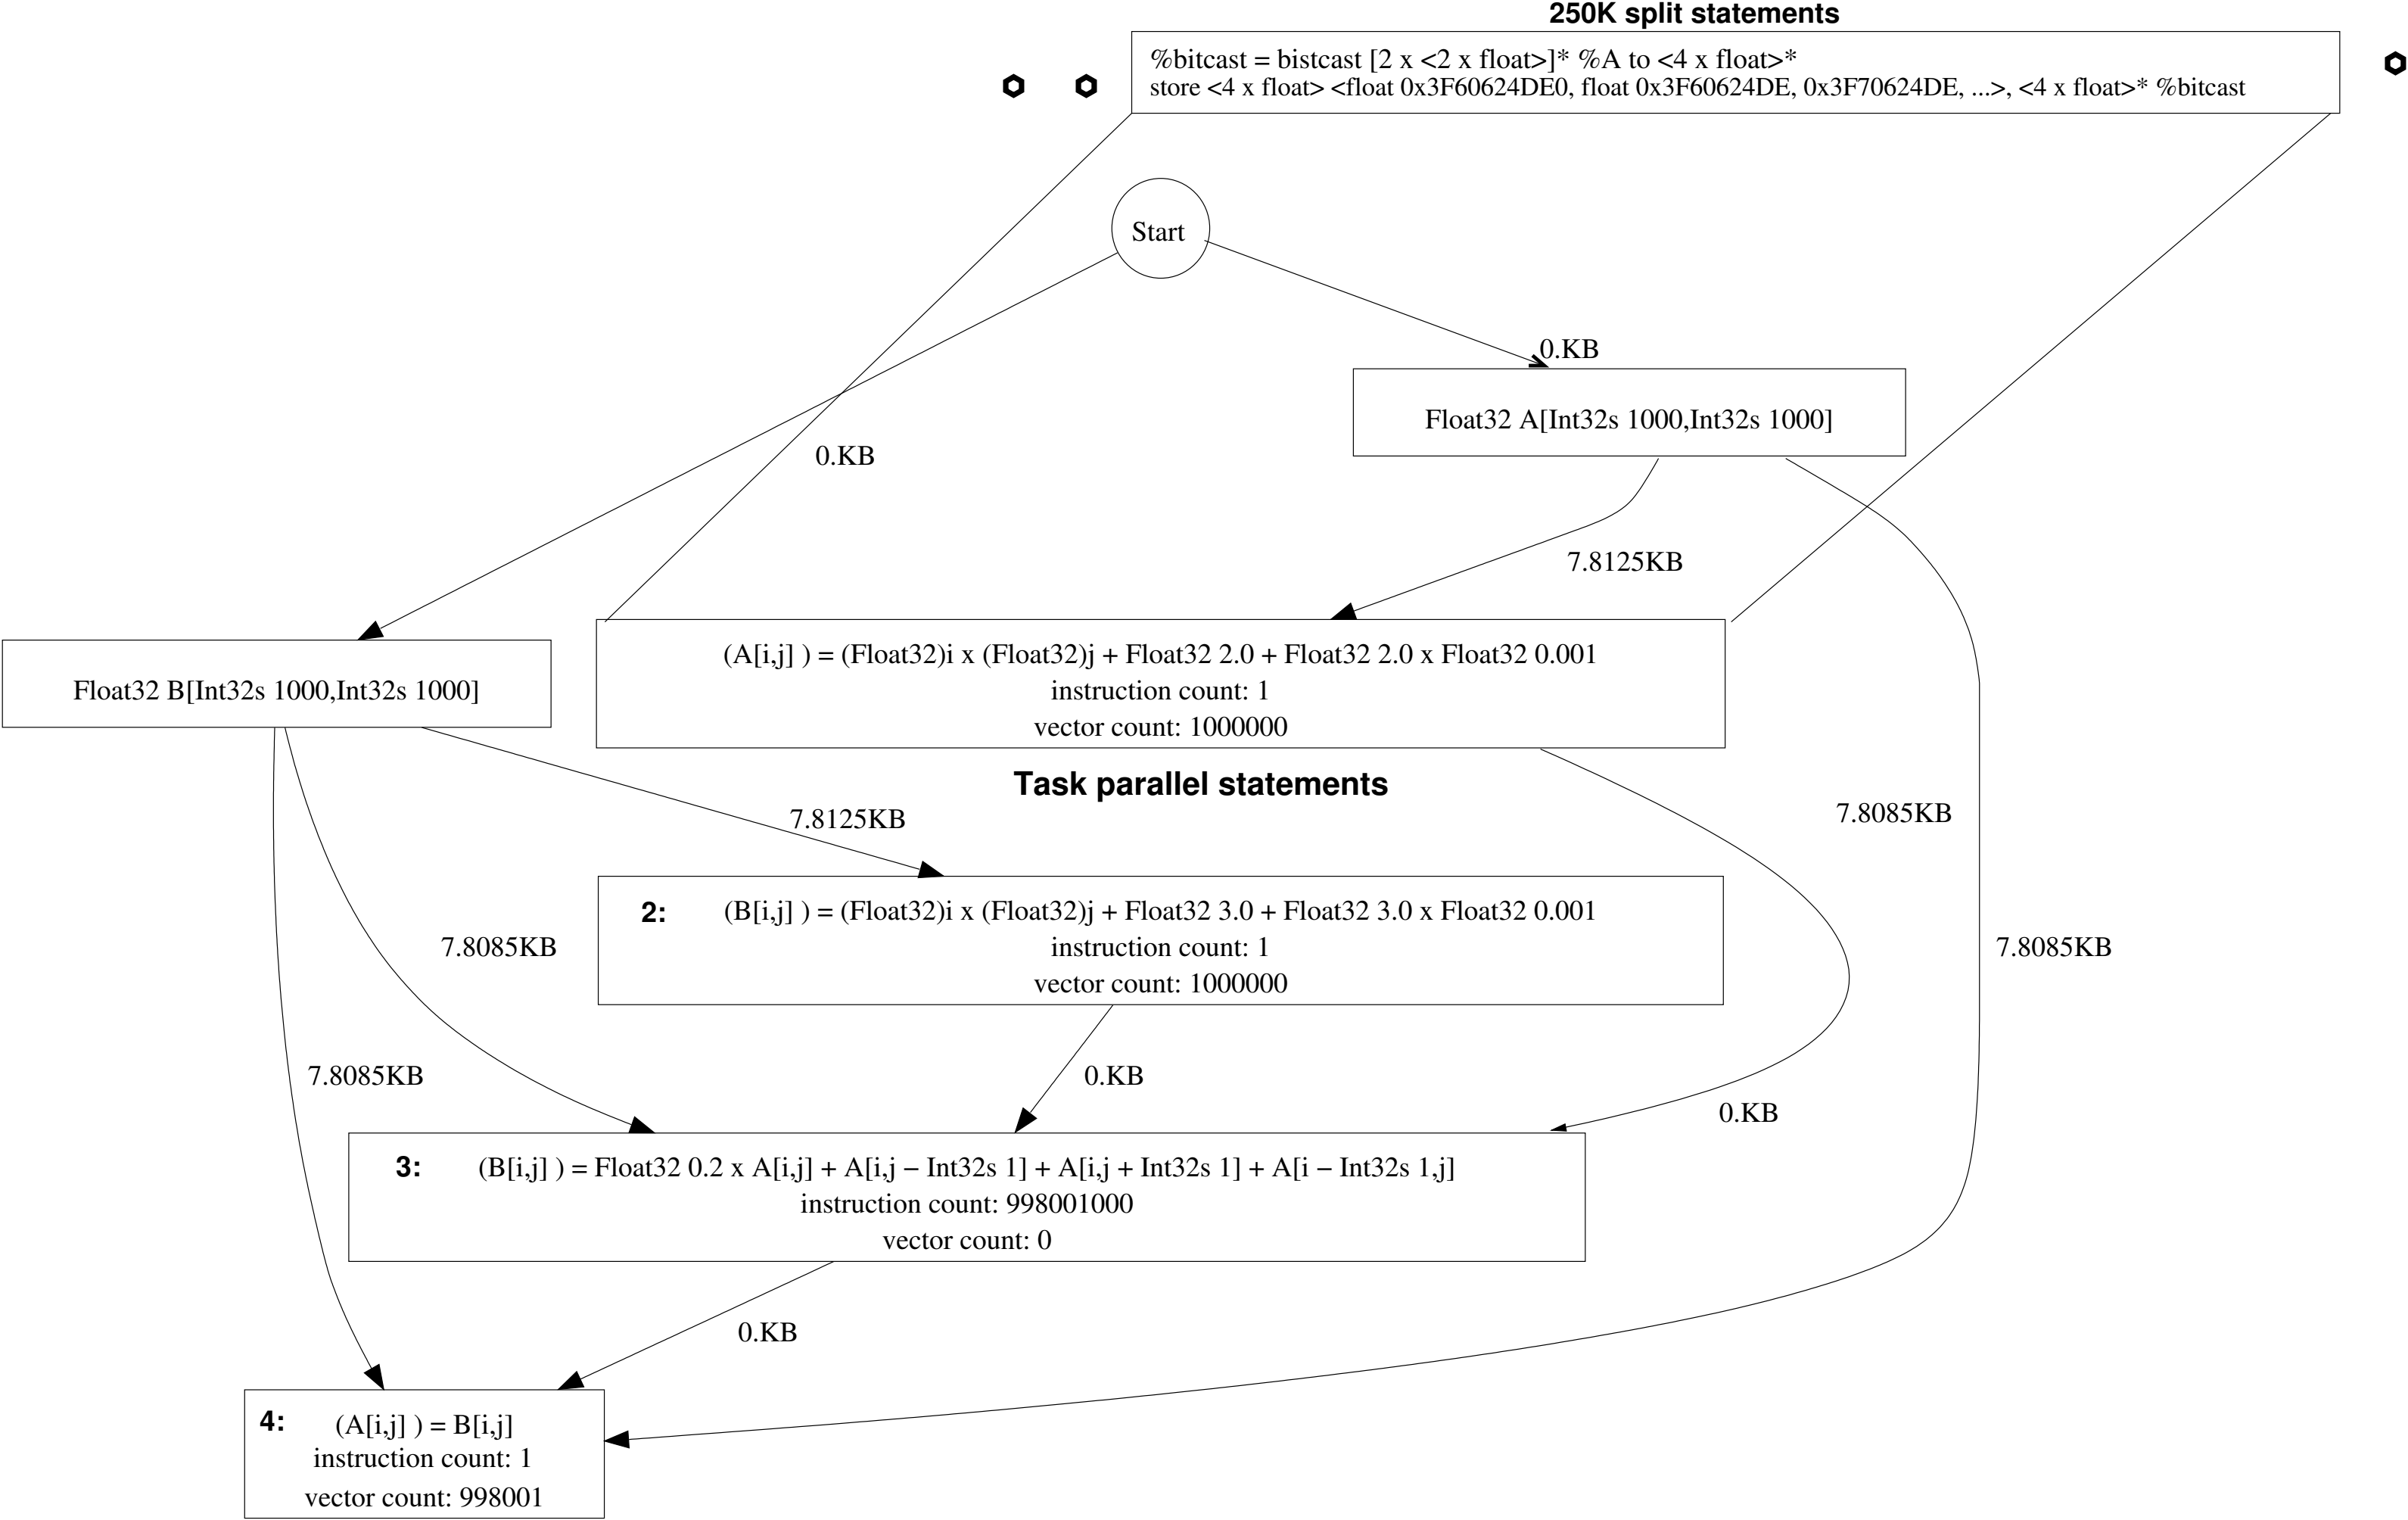 250K split statements
%bitcast = bistcast [2 x <2 x float>]* %A to <4 x float>*
store <4 x float> <float 0x3F60624DE0, float 0x3F60624DE, 0x3F70624DE, ...>, <4 x float>* %bitcast
Start
0.KB
Float32 A[Int32s 1000,Int32s 1000]
0.KB
7.8125KB
(A[i,j] ) = (Float32)i x (Float32)j + Float32 2.0 + Float32 2.0 x Float32 0.001
instruction count: 1
vector count: 1000000
Float32 B[Int32s 1000,Int32s 1000]
Task parallel statements
7.8125KB
7.8085KB
2: (B[i,j] ) = (Float32)i x (Float32)j + Float32 3.0 + Float32 3.0 x Float32 0.001
instruction count: 1
vector count: 1000000
7.8085KB
7.8085KB
7.8085KB
0.KB
0.KB
3: (B[i,j] ) = Float32 0.2 x A[i,j] + A[i,j − Int32s 1] + A[i,j + Int32s 1] + A[i − Int32s 1,j]
instruction count: 998001000
vector count: 0
0.KB
4: (A[i,j] ) = B[i,j]
instruction count: 1
vector count: 998001